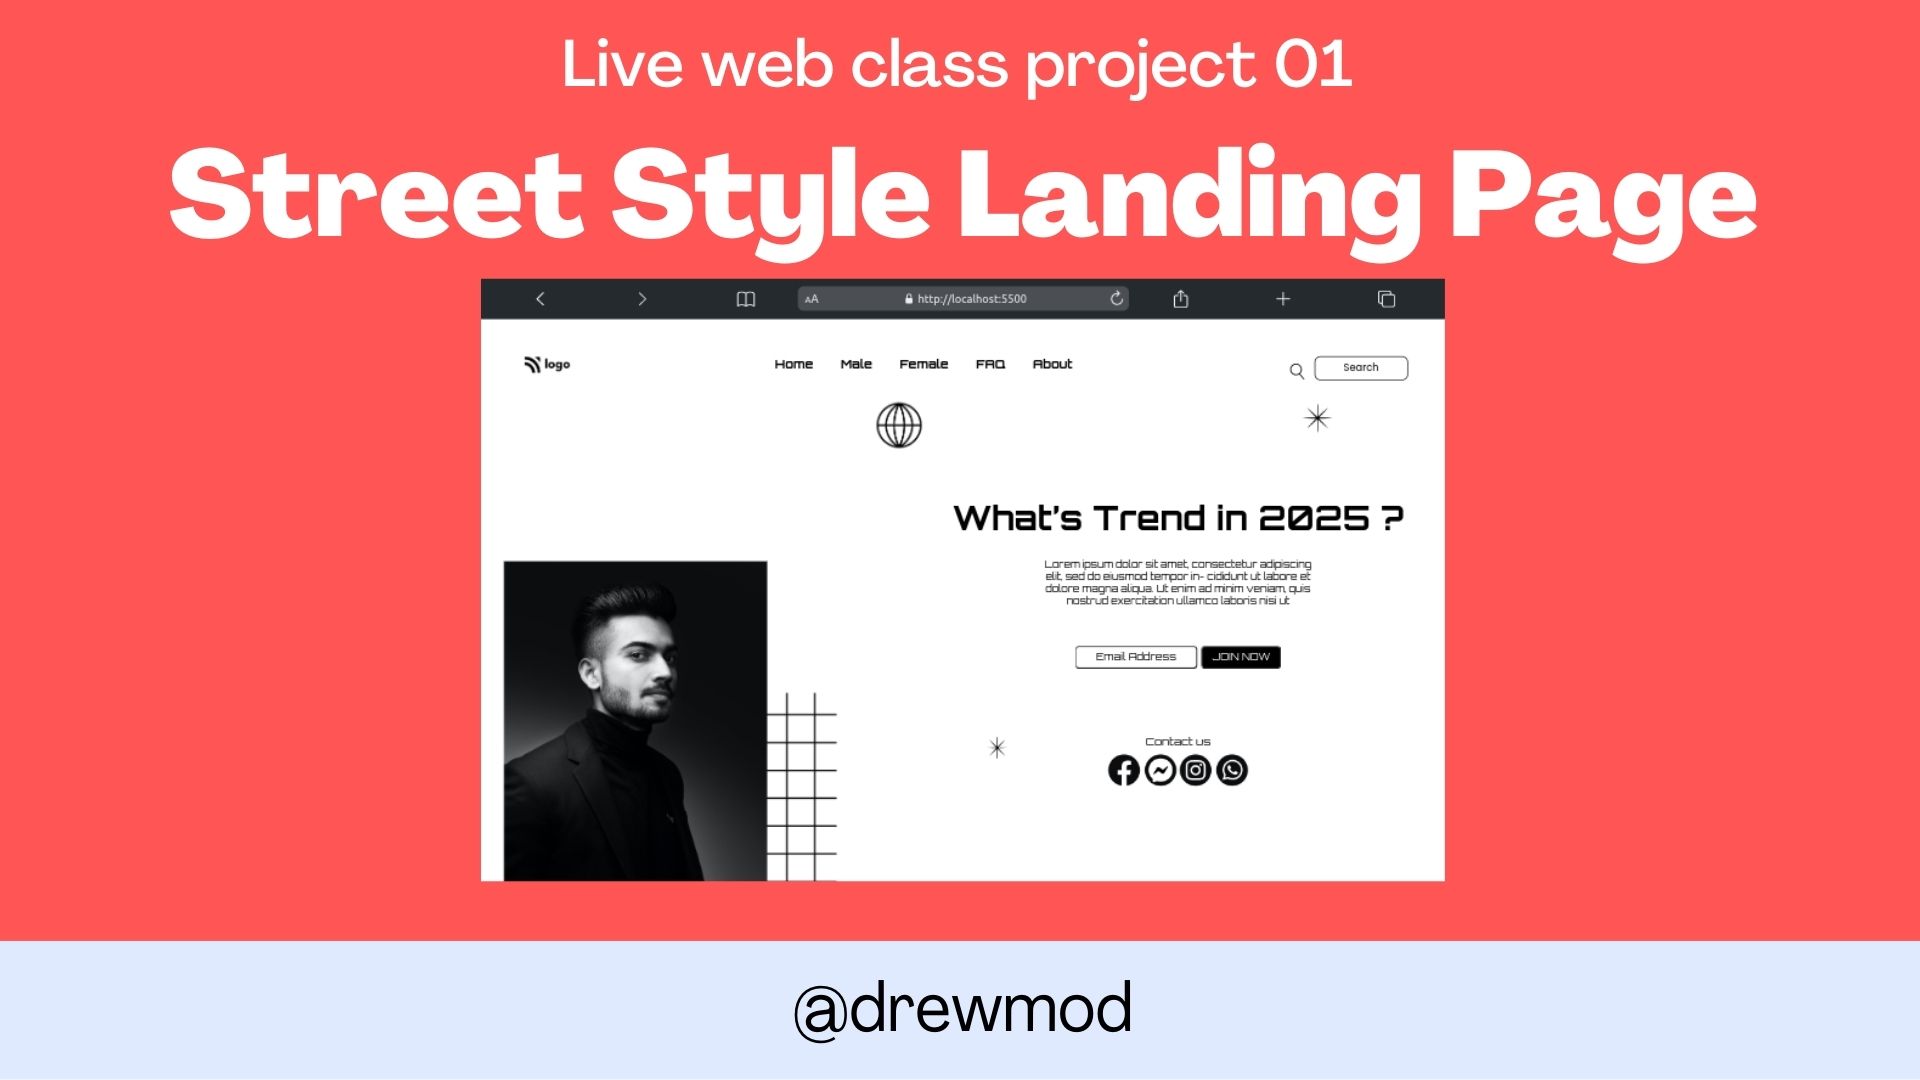 Live web class project 01
Street Style Landing Page
AA http://localhost:5500
logo Home Male Female FAQ About Search
What's Trend in 2025 ?
Lorem ipsum dolor sit amet, consectetur adipiscing
elit, sed do eiusmod tempor in- cididunt ut labore et
dolore magna aliqua. Ut enim ad minim veniam, quis
nostrud exercitation ullamco laboris nisi ut
Email Address JOIN NOW
Contact us
@drewmod